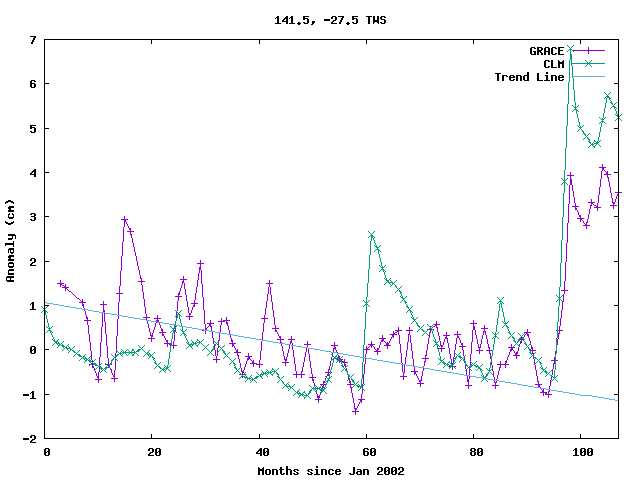 141.5, -27.5 TWS
GRACE
CLM
Trend Line
Anomaly (cm)
7
6
5
4
3
2
1
0
-1
-2
0 20 40 60 80 100
Months since Jan 2002